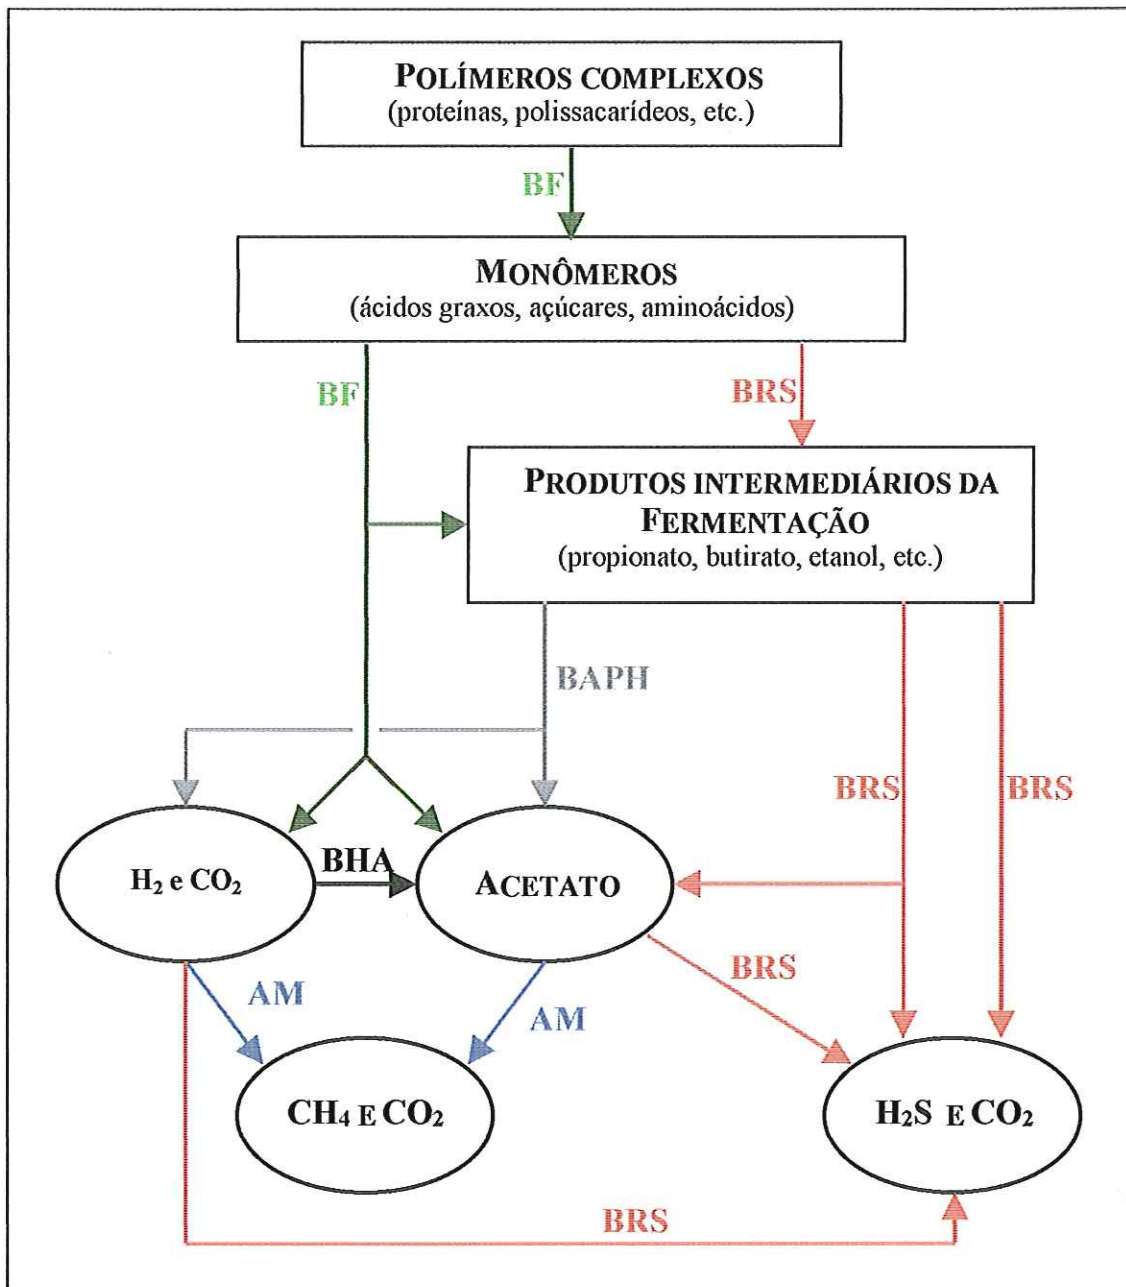 POLÍMEROS COMPLEXOS
(proteínas, polissacarídeos, etc.)
BF
MONÔMEROS
(ácidos graxos, açúcares, aminoácidos)
BF
BRS
PRODUTOS INTERMEDIÁRIOS DA
FERMENTAÇÃO
(propionato, butirato, etanol, etc.)
BAPH
BRS
BRS
H₂ e CO₂
BHA
ACETATO
BRS
AM
AM
CH₄ E CO₂
H₂S E CO₂
BRS